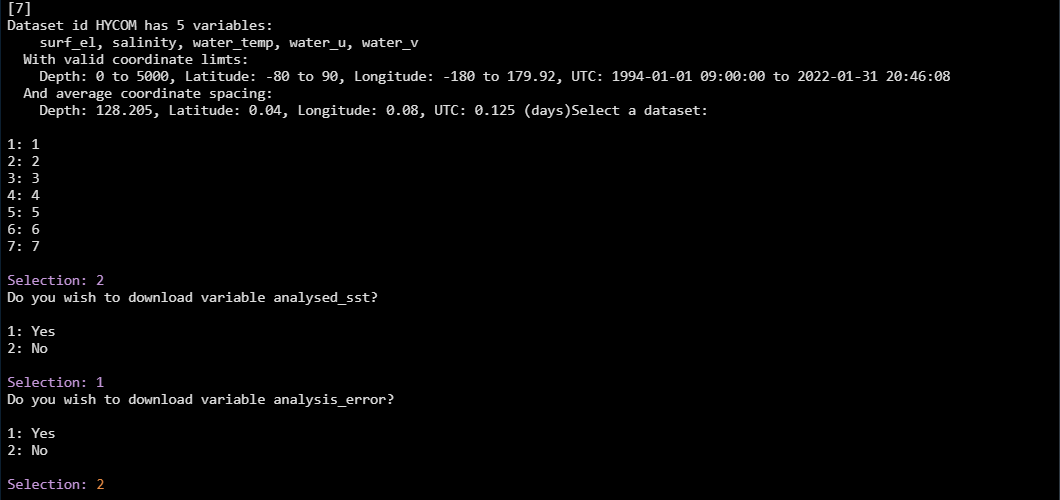 [7]
Dataset id HYCOM has 5 variables:
surf_el, salinity, water_temp, water_u, water_v
With valid coordinate limts:
Depth: 0 to 5000, Latitude: -80 to 90, Longitude: -180 to 179.92, UTC: 1994-01-01 09:00:00 to 2022-01-31 20:46:08
And average coordinate spacing:
Depth: 128.205, Latitude: 0.04, Longitude: 0.08, UTC: 0.125 (days)Select a dataset:
1: 1
2: 2
3: 3
4: 4
5: 5
6: 6
7: 7
Selection: 2
Do you wish to download variable analysed_sst?
1: Yes
2: No
Selection: 1
Do you wish to download variable analysis_error?
1: Yes
2: No
Selection: 2